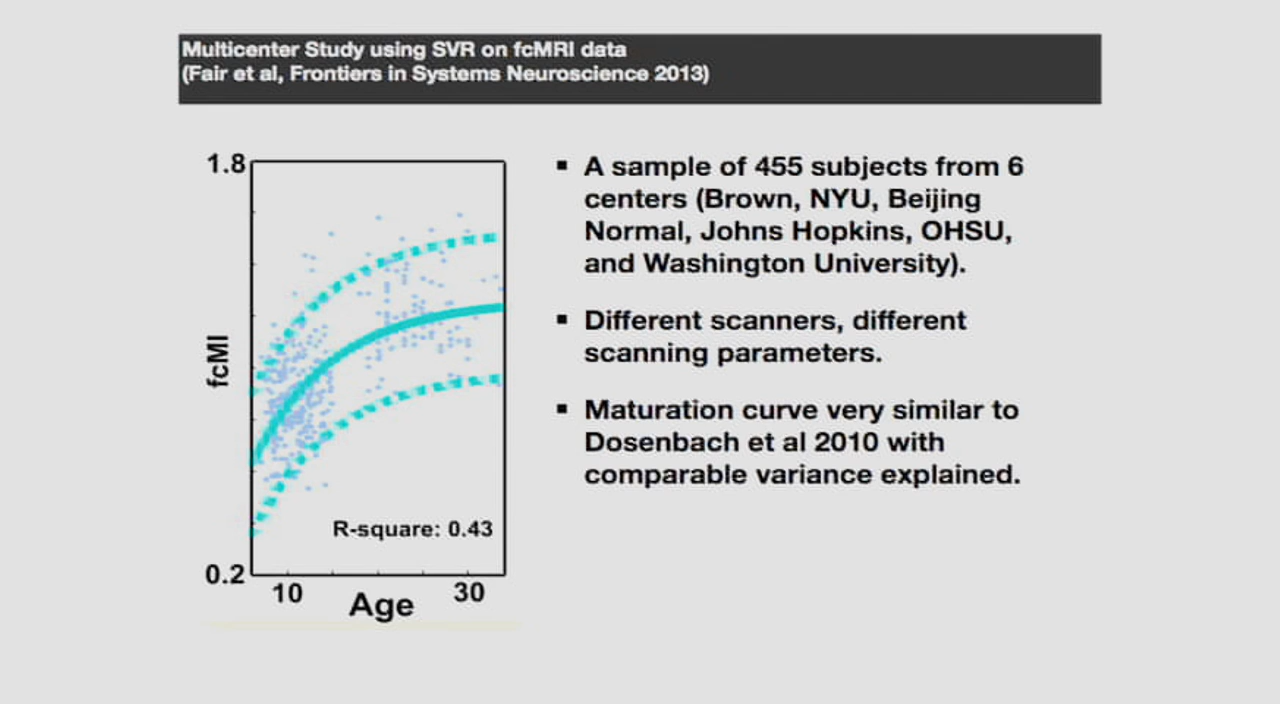 Multicenter Study using SVR on fcMRI data
(Fair et al, Frontiers in Systems Neuroscience 2013)
1.8
fcMI
0.2
10
30
Age
R-square: 0.43
▪ A sample of 455 subjects from 6
centers (Brown, NYU, Beijing
Normal, Johns Hopkins, OHSU,
and Washington University).
▪ Different scanners, different
scanning parameters.
▪ Maturation curve very similar to
Dosenbach et al 2010 with
comparable variance explained.